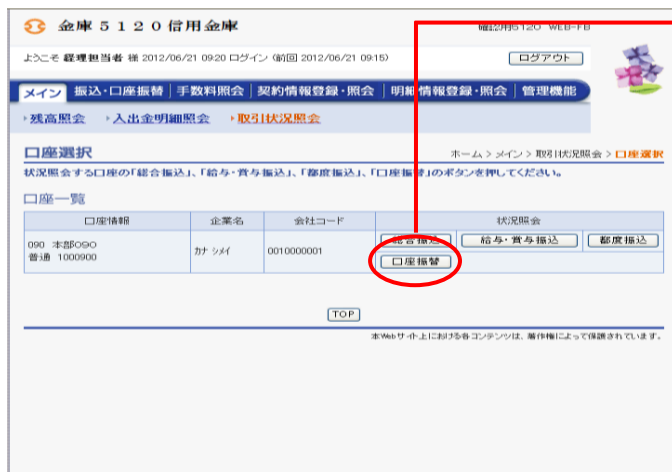 金庫5120信用金庫
確認用5120 WEB-FB
ようこそ 経理担当者 様 2012/06/21 09:20 ログイン (前回 2012/06/21 09:15)
ログアウト
メイン 振込・口座振替 手数料照会 契約情報登録・照会 明細情報登録・照会 管理機能
残高照会 入出金明細照会 取引状況照会
口座選択
ホーム > メイン > 取引状況照会 > 口座選択
状況照会する口座の「総合振込」、「給与・賞与振込」、「都度振込」、「口座振替」のボタンを押してください。
口座一覧
口座情報 企業名 会社コード 状況照会
090 本部090
普通 1000900
カナ シメイ 0010000001
総合振込 給与・賞与振込 都度振込
口座振替
TOP
本Webサイト上における各コンテンツは、著作権によって保護されています。